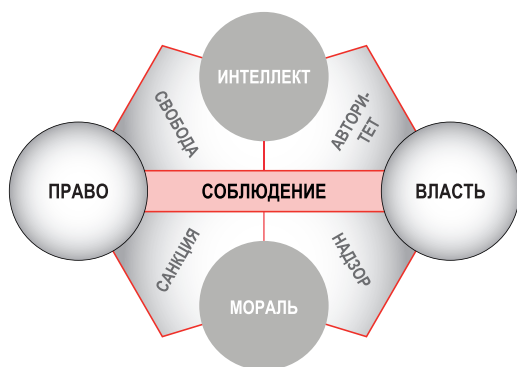 ИНТЕЛЛЕКТ
СВОБОДА
АВТОРИ-
ТЕТ
ПРАВО
СОБЛЮДЕНИЕ
ВЛАСТЬ
САНКЦИЯ
НАДЗОР
МОРАЛЬ